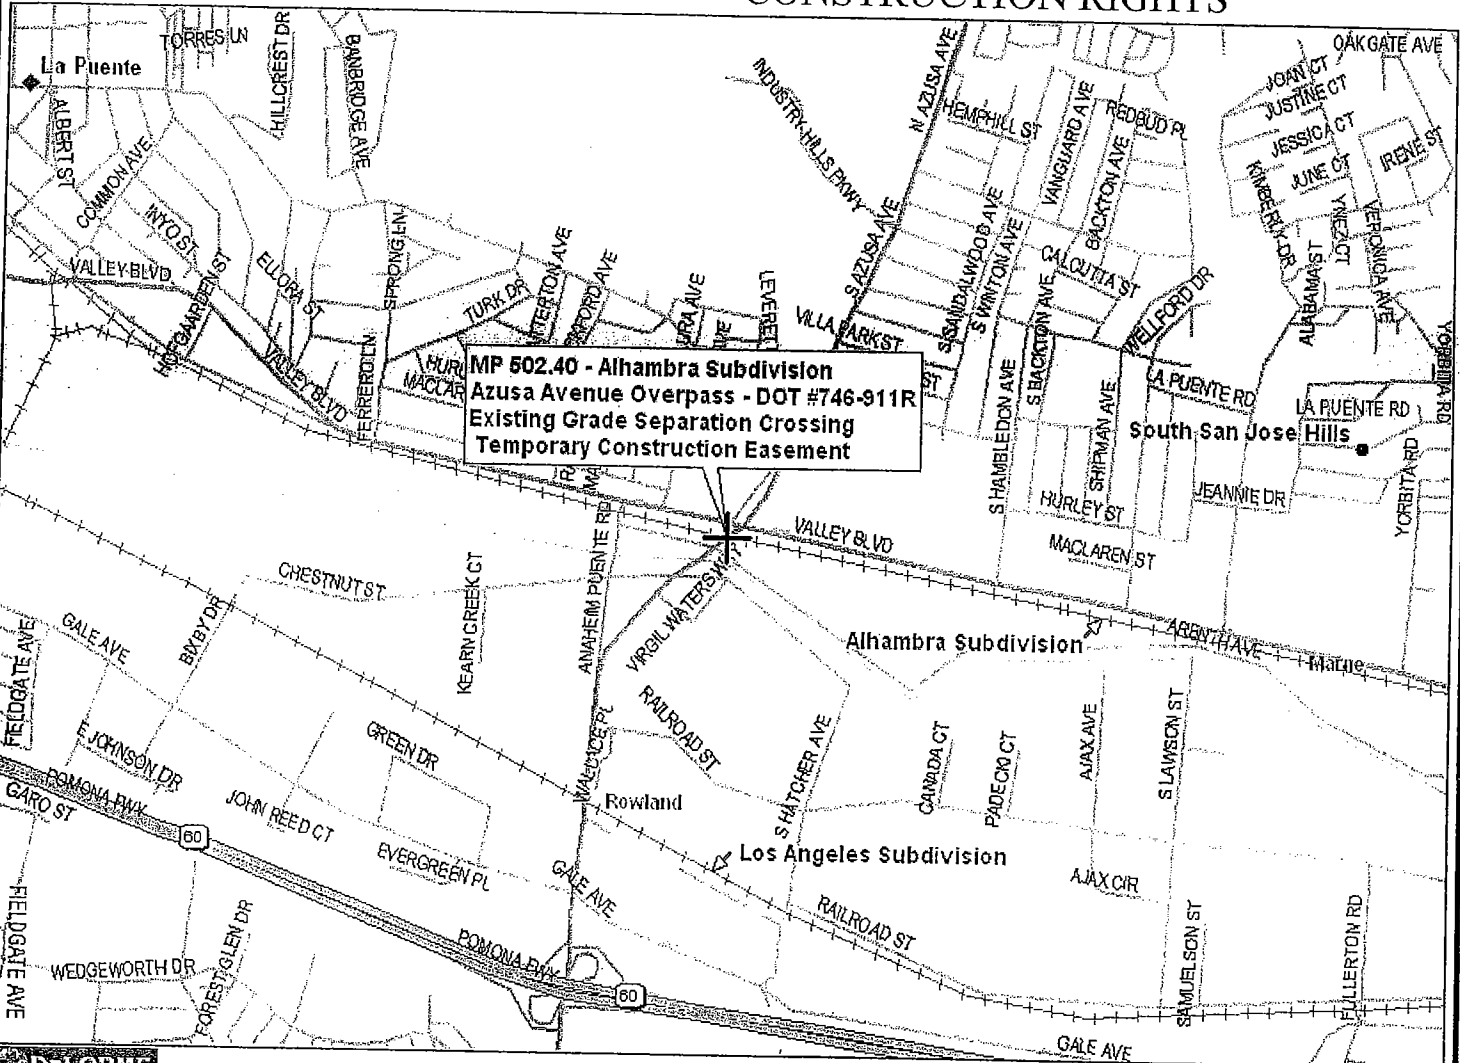 CONSTRUCTION RIGHTS
La Puente
TORRES LN
HILLCREST DR
BANBRIDGE AVE
ALBERT ST
COMMON AVE
INYO ST
VALLEY BLVD
HOFGAARDEN ST
ELLORA ST
VALLEY BLVD
FERRERO LN
SPRONG LN
TURK DR
INDUSTRY HILLS PKWY
N AZUSA AVE
S AZUSA AVE
HEMPHILL ST
VANGUARD AVE
REDBUD PL
BACKTON AVE
OAKGATE AVE
JOAN CT
JUSTINE CT
JESSICA CT
JUNE CT
IRENE ST
KIMBERLY DR
YNEZ CT
VERONICA AVE
ALABAMA ST
S SANDALWOOD AVE
S WINTON AVE
CALCUTTA ST
WELLFORD DR
VILLA PARK ST
S BACKTON AVE
S HAMBLEDON AVE
SHIPMAN AVE
LA PUENTE RD
LA PUENTE RD
YORBITA RD
YORBITA RD
South San Jose Hills
JEANNIE DR
HURLEY ST
MACLAREN ST
MP 502.40 - Alhambra Subdivision
Azusa Avenue Overpass - DOT #746-911R
Existing Grade Separation Crossing
Temporary Construction Easement
VALLEY BLVD
CHESTNUT ST
GALE AVE
BIXBY DR
KEARN CREEK CT
ANAHEIM PUENTE RD
Alhambra Subdivision
ARENTH AVE
Marne
FIELDGATE AVE
E JOHNSON DR
GREEN DR
WALLACE PL
RAILROAD ST
S HATCHER AVE
CANADA CT
PADECK CT
AJAX AVE
S LAWSON ST
POMONA FWY
GARO ST
60
JOHN REED CT
EVERGREEN PL
Rowland
Los Angeles Subdivision
GALE AVE
AJAX CIR
RAILROAD ST
FIELDGATE AVE
WEDGEWORTH DR
FOREST GLEN DR
POMONA FWY
60
SAMUELSON ST
FULLERTON RD
GALE AVE